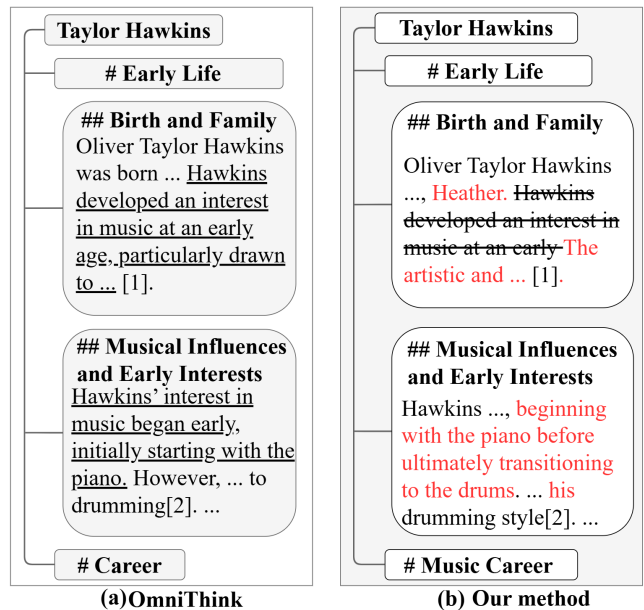 Taylor Hawkins
# Early Life
## Birth and Family
Oliver Taylor Hawkins
was born ... Hawkins
developed an interest
in music at an early
age, particularly drawn
to ... [1].
## Musical Influences
and Early Interests
Hawkins' interest in
music began early,
initially starting with the
piano. However, ... to
drumming[2]. ...
# Career
(a)OmniThink
Taylor Hawkins
# Early Life
## Birth and Family
Oliver Taylor Hawkins
..., Heather. Hawkins
developed an interest in
music at an early The
artistic and ... [1].
## Musical Influences
and Early Interests
Hawkins ..., beginning
with the piano before
ultimately transitioning
to the drums. ... his
drumming style[2]. ...
# Music Career
(b) Our method